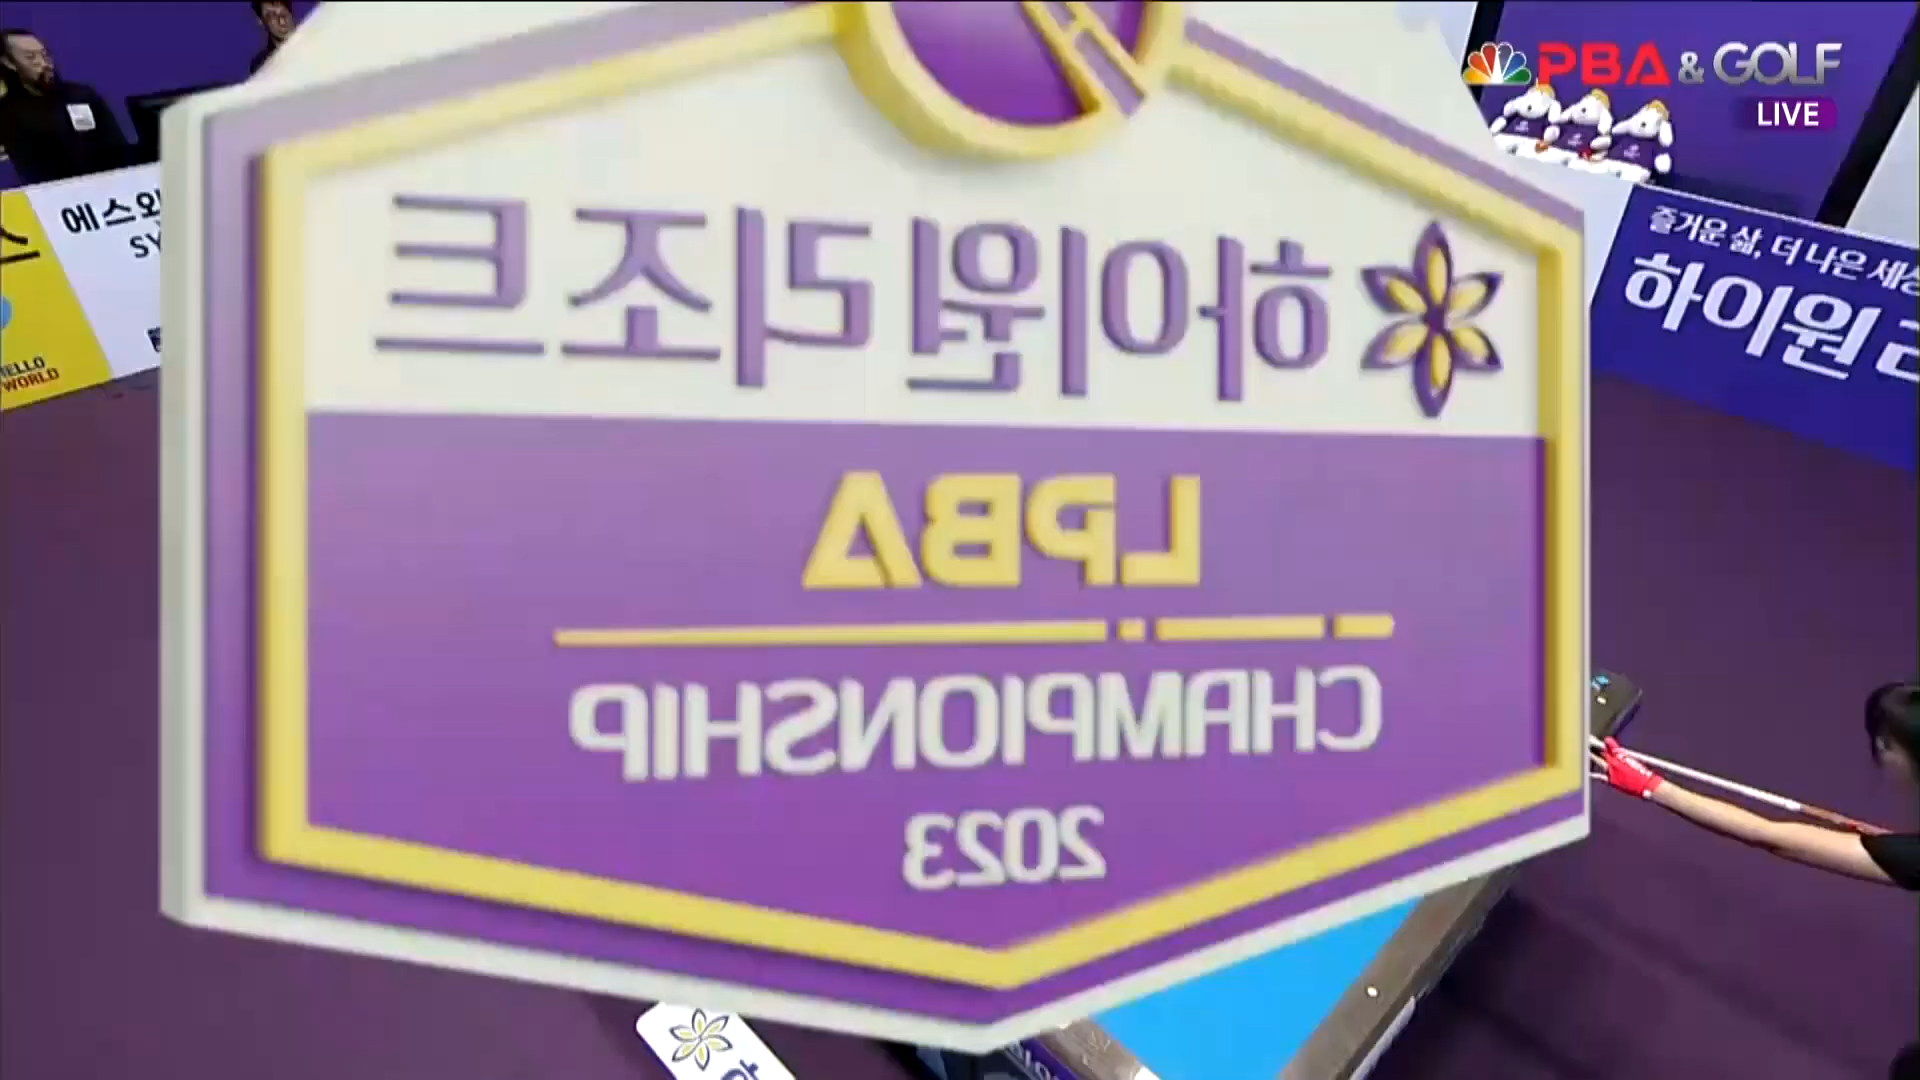 PBA & GOLF
LIVE
하이원리조트
LPBA
CHAMPIONSHIP
2023
에스와
SY
HELLO
WORLD
즐거운 삶, 더 나은 세상
하이원